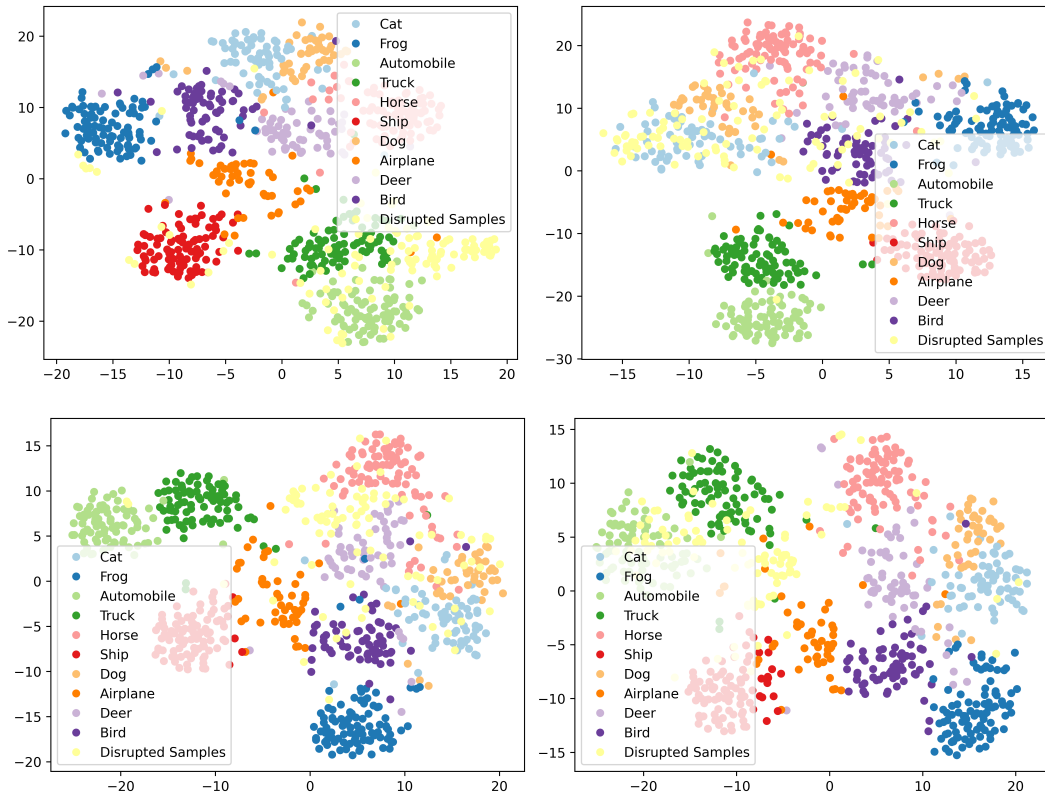 20
10
0
−10
−20
−20
−15
−10
−5
0
5
10
15
20
Cat
Frog
Automobile
Truck
Horse
Ship
Dog
Airplane
Deer
Bird
Disrupted Samples
20
10
0
−10
−20
−30
−15
−10
−5
0
5
10
15
Cat
Frog
Automobile
Truck
Horse
Ship
Dog
Airplane
Deer
Bird
Disrupted Samples
15
10
5
0
−5
−10
−15
−20
−20
−10
0
10
20
Cat
Frog
Automobile
Truck
Horse
Ship
Dog
Airplane
Deer
Bird
Disrupted Samples
15
10
5
0
−5
−10
−15
−20
−10
0
10
20
Cat
Frog
Automobile
Truck
Horse
Ship
Dog
Airplane
Deer
Bird
Disrupted Samples